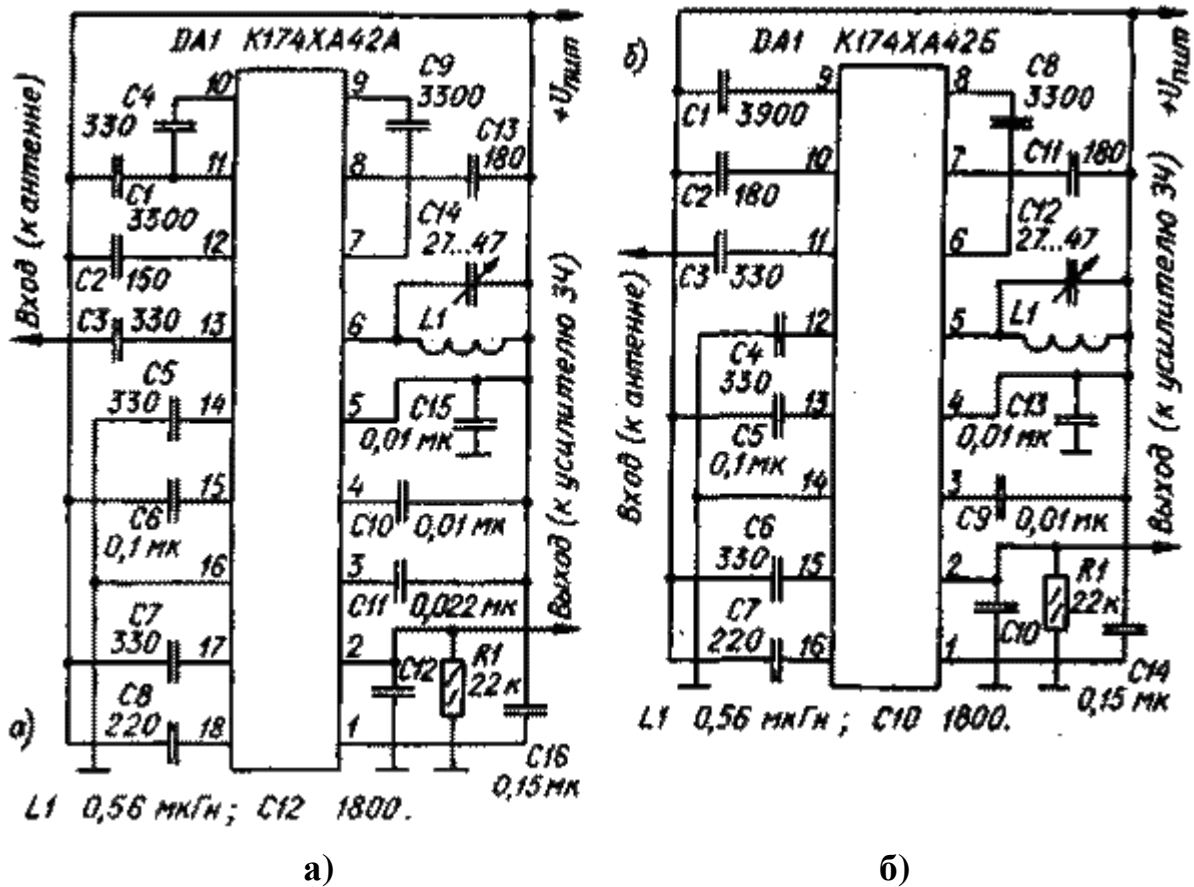 DA1 К174ХА42А
+Uпит
Вход (к антенне)
10
9
C4
330
C9
3300
11
8
C13
180
C1
3300
12
7
C14
27...47
C2
150
C3
330
13
6
L1
C5
330
14
5
C15
0,01 мк
15
4
C6
0,1 мк
C10
0,01 мк
16
3
C11
0,022 мк
C7
330
17
2
C12
R1
22 к
C8
220
18
1
C16
0,15 мк
Выход (к усилителю ЗЧ)
а)
L1 0,56 мкГн; C12 1800.
а)
б)
DA1 К174ХА42Б
+Uпит
9
8
C1
3900
C8
3300
10
7
C2
180
C11
180
11
6
C3
330
C12
27...47
Вход (к антенне)
12
5
L1
C4
330
13
4
C5
0,1 мк
C13
0,01 мк
14
3
C9
0,01 мк
C6
330
15
2
C10
R1
22 к
C7
220
16
1
C14
0,15 мк
Выход (к усилителю ЗЧ)
L1 0,56 мкГн; C10 1800.
б)